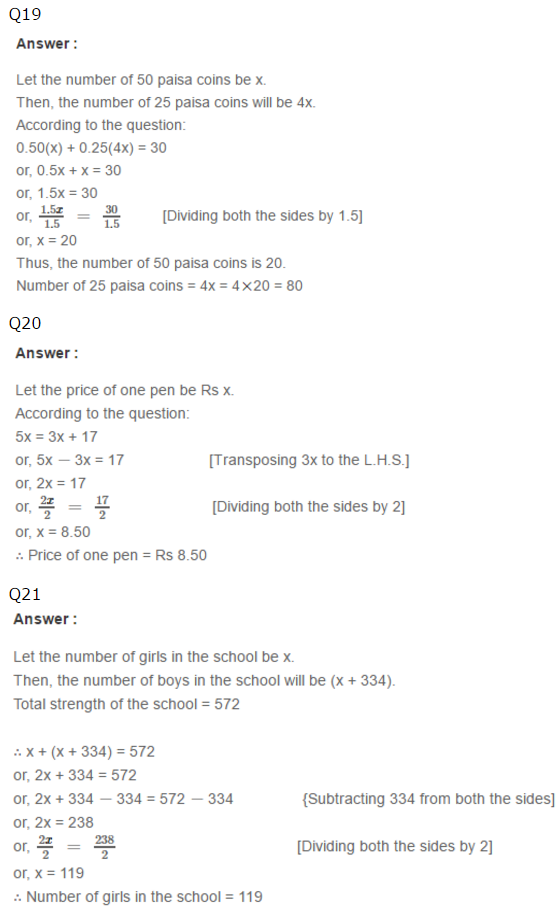 Q19
Answer :
Let the number of 50 paisa coins be x.
Then, the number of 25 paisa coins will be 4x.
According to the question:
0.50(x) + 0.25(4x) = 30
or, 0.5x + x = 30
or, 1.5x = 30
or, 1.5x/1.5 = 30/1.5 [Dividing both the sides by 1.5]
or, x = 20
Thus, the number of 50 paisa coins is 20.
Number of 25 paisa coins = 4x = 4×20 = 80
Q20
Answer :
Let the price of one pen be Rs x.
According to the question:
5x = 3x + 17
or, 5x − 3x = 17 [Transposing 3x to the L.H.S.]
or, 2x = 17
or, 2x/2 = 17/2 [Dividing both the sides by 2]
or, x = 8.50
∴ Price of one pen = Rs 8.50
Q21
Answer :
Let the number of girls in the school be x.
Then, the number of boys in the school will be (x + 334).
Total strength of the school = 572
∴ x + (x + 334) = 572
or, 2x + 334 = 572
or, 2x + 334 − 334 = 572 − 334 {Subtracting 334 from both the sides]
or, 2x = 238
or, 2x/2 = 238/2 [Dividing both the sides by 2]
or, x = 119
∴ Number of girls in the school = 119